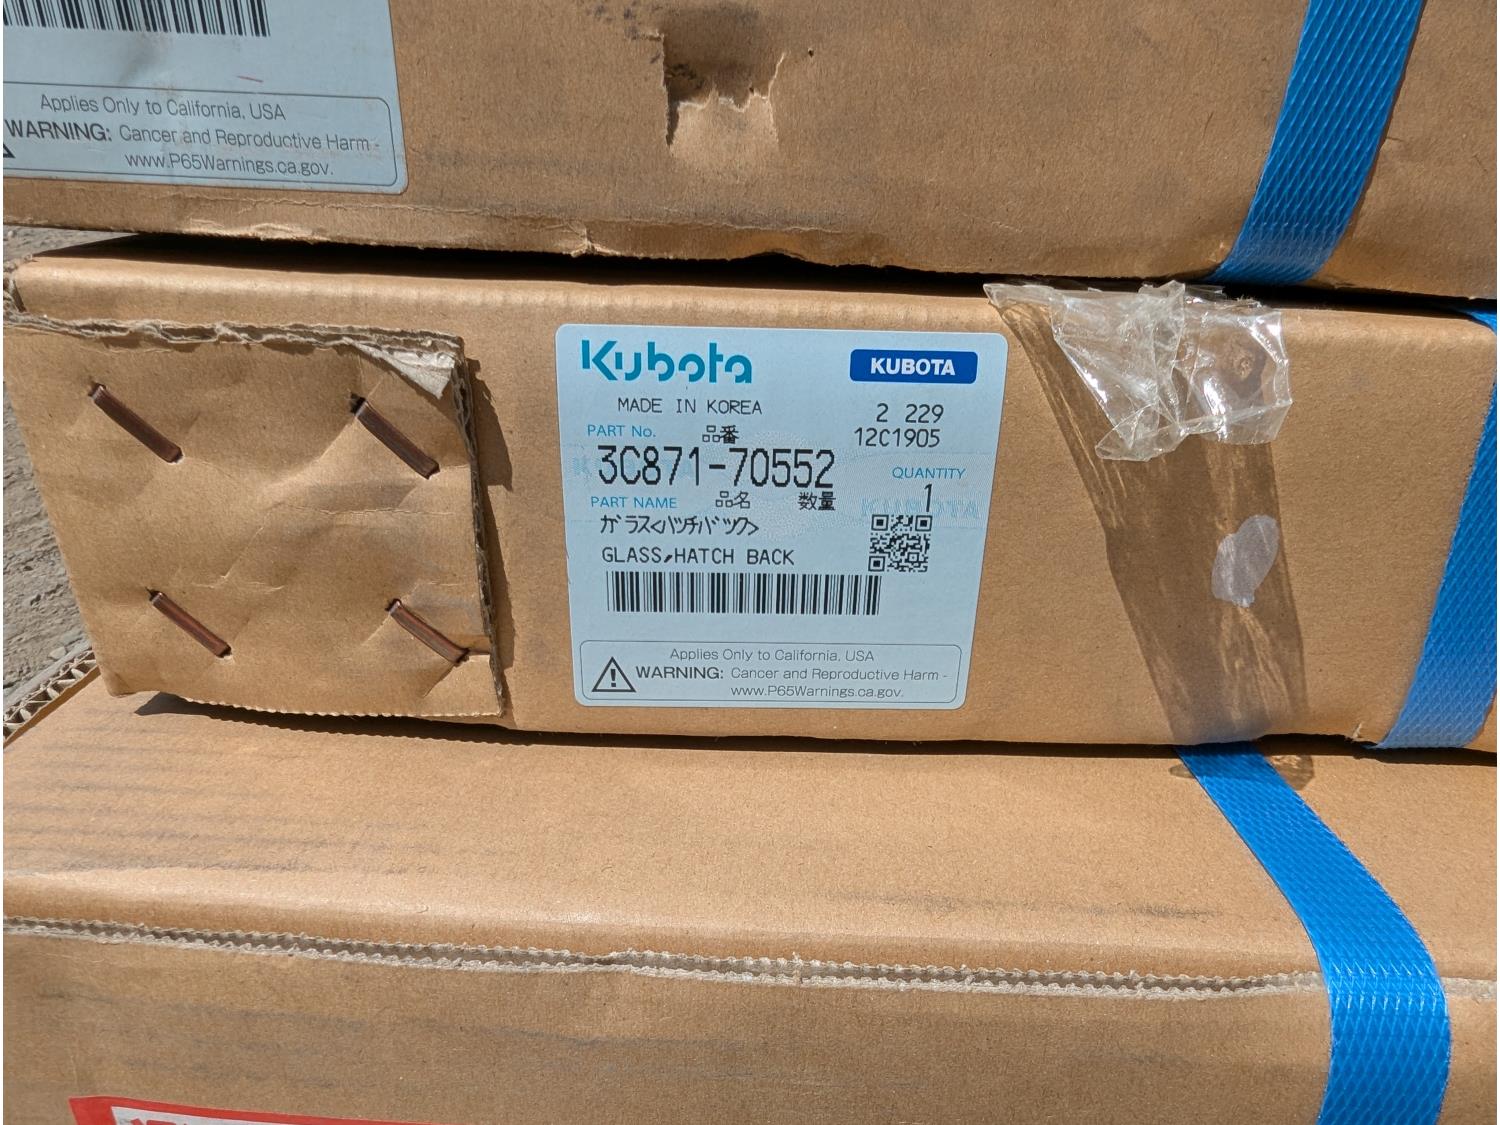 Applies Only to California, USA
WARNING: Cancer and Reproductive Harm -
www.P65Warnings.ca.gov.
Kubota
KUBOTA
MADE IN KOREA
2 229
PART No.
品番
12C1905
3C871-70552
QUANTITY
1
PART NAME
品名
数量
ガラス<ハッチバック>
GLASS,HATCH BACK
Applies Only to California, USA
WARNING: Cancer and Reproductive Harm -
www.P65Warnings.ca.gov.